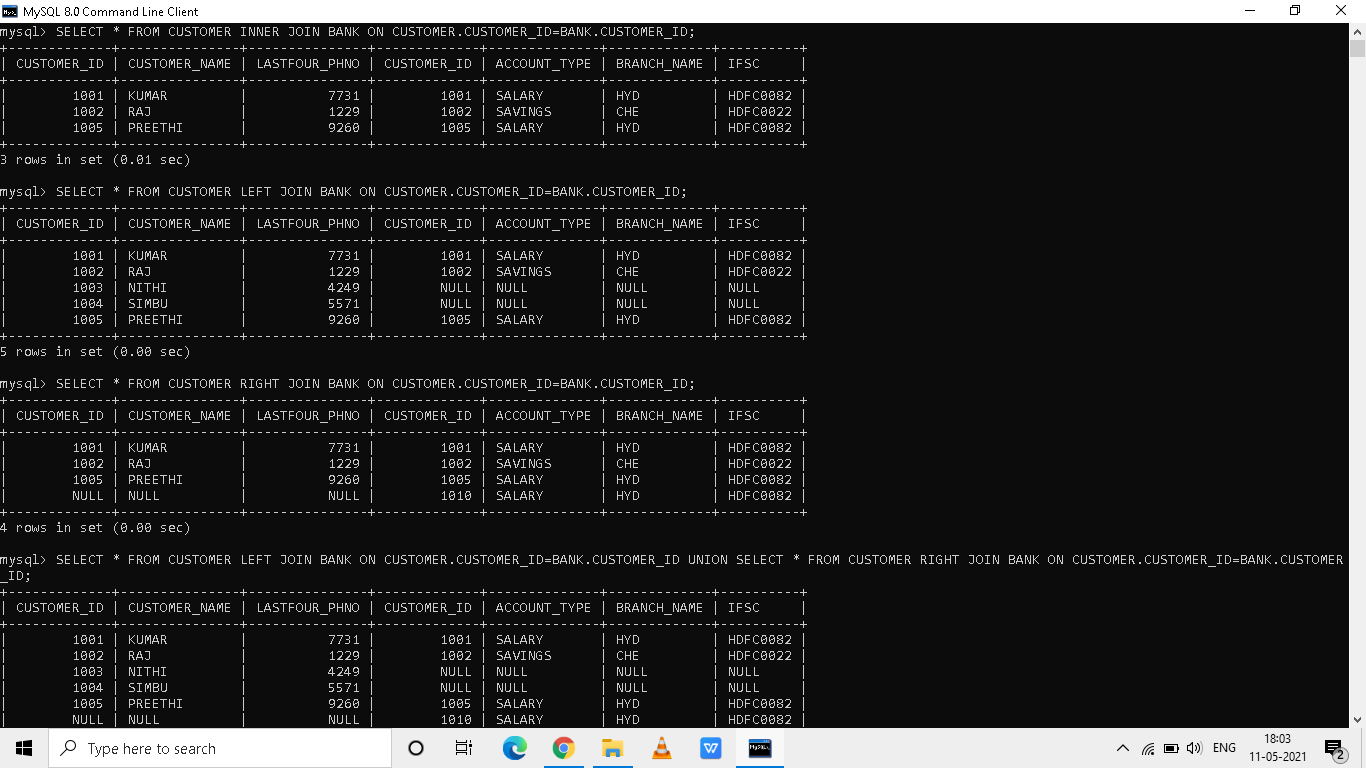 MySQL 8.0 Command Line Client
mysql> SELECT * FROM CUSTOMER INNER JOIN BANK ON CUSTOMER.CUSTOMER_ID=BANK.CUSTOMER_ID;
+-------------+---------------+---------------+-------------+--------------+-------------+----------+
| CUSTOMER_ID | CUSTOMER_NAME | LASTFOUR_PHNO | CUSTOMER_ID | ACCOUNT_TYPE | BRANCH_NAME | IFSC     |
+-------------+---------------+---------------+-------------+--------------+-------------+----------+
|        1001 | KUMAR         |          7731 |        1001 | SALARY       | HYD         | HDFC0082 |
|        1002 | RAJ           |          1229 |        1002 | SAVINGS      | CHE         | HDFC0022 |
|        1005 | PREETHI       |          9260 |        1005 | SALARY       | HYD         | HDFC0082 |
+-------------+---------------+---------------+-------------+--------------+-------------+----------+
3 rows in set (0.01 sec)
mysql> SELECT * FROM CUSTOMER LEFT JOIN BANK ON CUSTOMER.CUSTOMER_ID=BANK.CUSTOMER_ID;
+-------------+---------------+---------------+-------------+--------------+-------------+----------+
| CUSTOMER_ID | CUSTOMER_NAME | LASTFOUR_PHNO | CUSTOMER_ID | ACCOUNT_TYPE | BRANCH_NAME | IFSC     |
+-------------+---------------+---------------+-------------+--------------+-------------+----------+
|        1001 | KUMAR         |          7731 |        1001 | SALARY       | HYD         | HDFC0082 |
|        1002 | RAJ           |          1229 |        1002 | SAVINGS      | CHE         | HDFC0022 |
|        1003 | NITHI         |          4249 |        NULL | NULL         | NULL        | NULL     |
|        1004 | SIMBU         |          5571 |        NULL | NULL         | NULL        | NULL     |
|        1005 | PREETHI       |          9260 |        1005 | SALARY       | HYD         | HDFC0082 |
+-------------+---------------+---------------+-------------+--------------+-------------+----------+
5 rows in set (0.00 sec)
mysql> SELECT * FROM CUSTOMER RIGHT JOIN BANK ON CUSTOMER.CUSTOMER_ID=BANK.CUSTOMER_ID;
+-------------+---------------+---------------+-------------+--------------+-------------+----------+
| CUSTOMER_ID | CUSTOMER_NAME | LASTFOUR_PHNO | CUSTOMER_ID | ACCOUNT_TYPE | BRANCH_NAME | IFSC     |
+-------------+---------------+---------------+-------------+--------------+-------------+----------+
|        1001 | KUMAR         |          7731 |        1001 | SALARY       | HYD         | HDFC0082 |
|        1002 | RAJ           |          1229 |        1002 | SAVINGS      | CHE         | HDFC0022 |
|        1005 | PREETHI       |          9260 |        1005 | SALARY       | HYD         | HDFC0082 |
|        NULL | NULL          |          NULL |        1010 | SALARY       | HYD         | HDFC0082 |
+-------------+---------------+---------------+-------------+--------------+-------------+----------+
4 rows in set (0.00 sec)
mysql> SELECT * FROM CUSTOMER LEFT JOIN BANK ON CUSTOMER.CUSTOMER_ID=BANK.CUSTOMER_ID UNION SELECT * FROM CUSTOMER RIGHT JOIN BANK ON CUSTOMER.CUSTOMER_ID=BANK.CUSTOMER
_ID;
+-------------+---------------+---------------+-------------+--------------+-------------+----------+
| CUSTOMER_ID | CUSTOMER_NAME | LASTFOUR_PHNO | CUSTOMER_ID | ACCOUNT_TYPE | BRANCH_NAME | IFSC     |
+-------------+---------------+---------------+-------------+--------------+-------------+----------+
|        1001 | KUMAR         |          7731 |        1001 | SALARY       | HYD         | HDFC0082 |
|        1002 | RAJ           |          1229 |        1002 | SAVINGS      | CHE         | HDFC0022 |
|        1003 | NITHI         |          4249 |        NULL | NULL         | NULL        | NULL     |
|        1004 | SIMBU         |          5571 |        NULL | NULL         | NULL        | NULL     |
|        1005 | PREETHI       |          9260 |        1005 | SALARY       | HYD         | HDFC0082 |
|        NULL | NULL          |          NULL |        1010 | SALARY       | HYD         | HDFC0082 |
Type here to search
ENG
18:03
11-05-2021
2